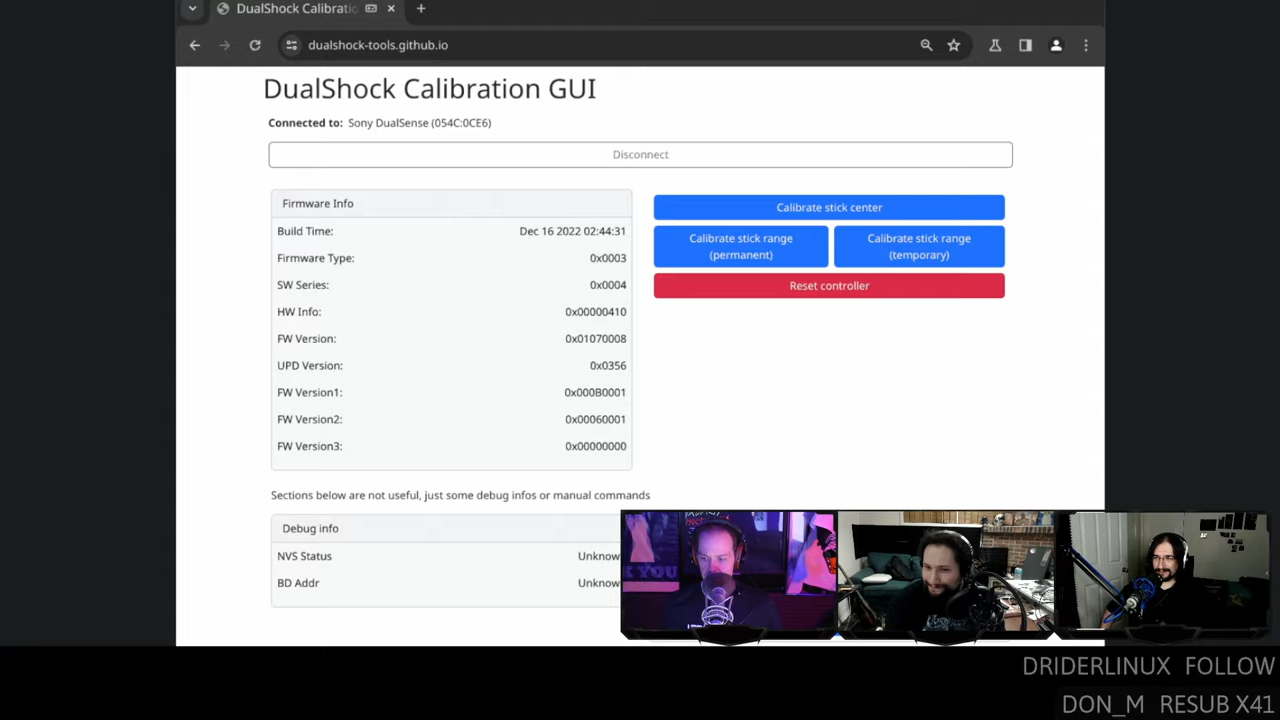 DualShock Calibratio
dualshock-tools.github.io
DualShock Calibration GUI
Connected to: Sony DualSense (054C:0CE6)
Disconnect
Firmware Info
Build Time: Dec 16 2022 02:44:31
Firmware Type: 0x0003
SW Series: 0x0004
HW Info: 0x00000410
FW Version: 0x01070008
UPD Version: 0x0356
FW Version1: 0x000B0001
FW Version2: 0x00060001
FW Version3: 0x00000000
Calibrate stick center
Calibrate stick range
(permanent)
Calibrate stick range
(temporary)
Reset controller
Sections below are not useful, just some debug infos or manual commands
Debug info
NVS Status Unknow
BD Addr Unknow
DRIDERLINUX FOLLOW
DON_M RESUB X41